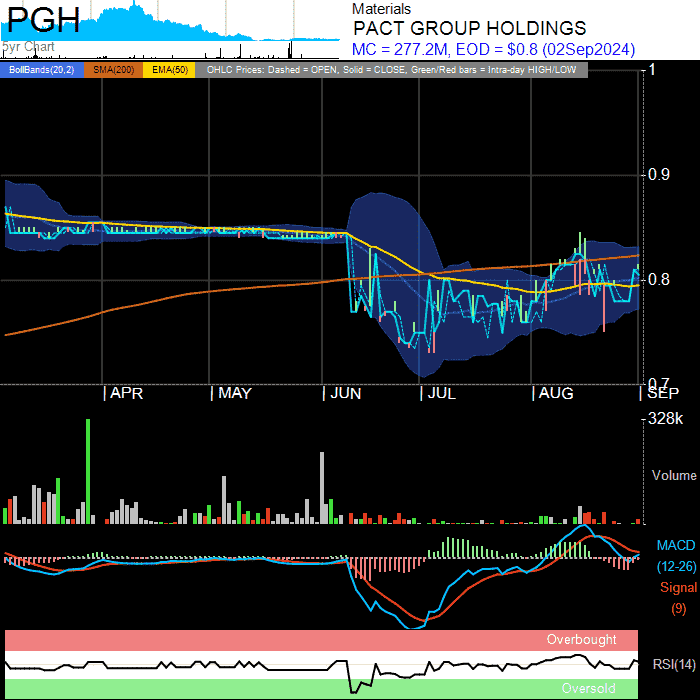 PGH
5yr Chart
Materials
PACT GROUP HOLDINGS
MC = 277.2M, EOD = $0.8 (02Sep2024)
BollBands(20,2) SMA(200) EMA(50) OHLC Prices: Dashed = OPEN, Solid = CLOSE, Green/Red bars = Intra-day HIGH/LOW
1
0.9
0.8
0.7
APR MAY JUN JUL AUG SEP
328k
Volume
MACD
(12-26)
Signal
(9)
Overbought
RSI(14)
Oversold